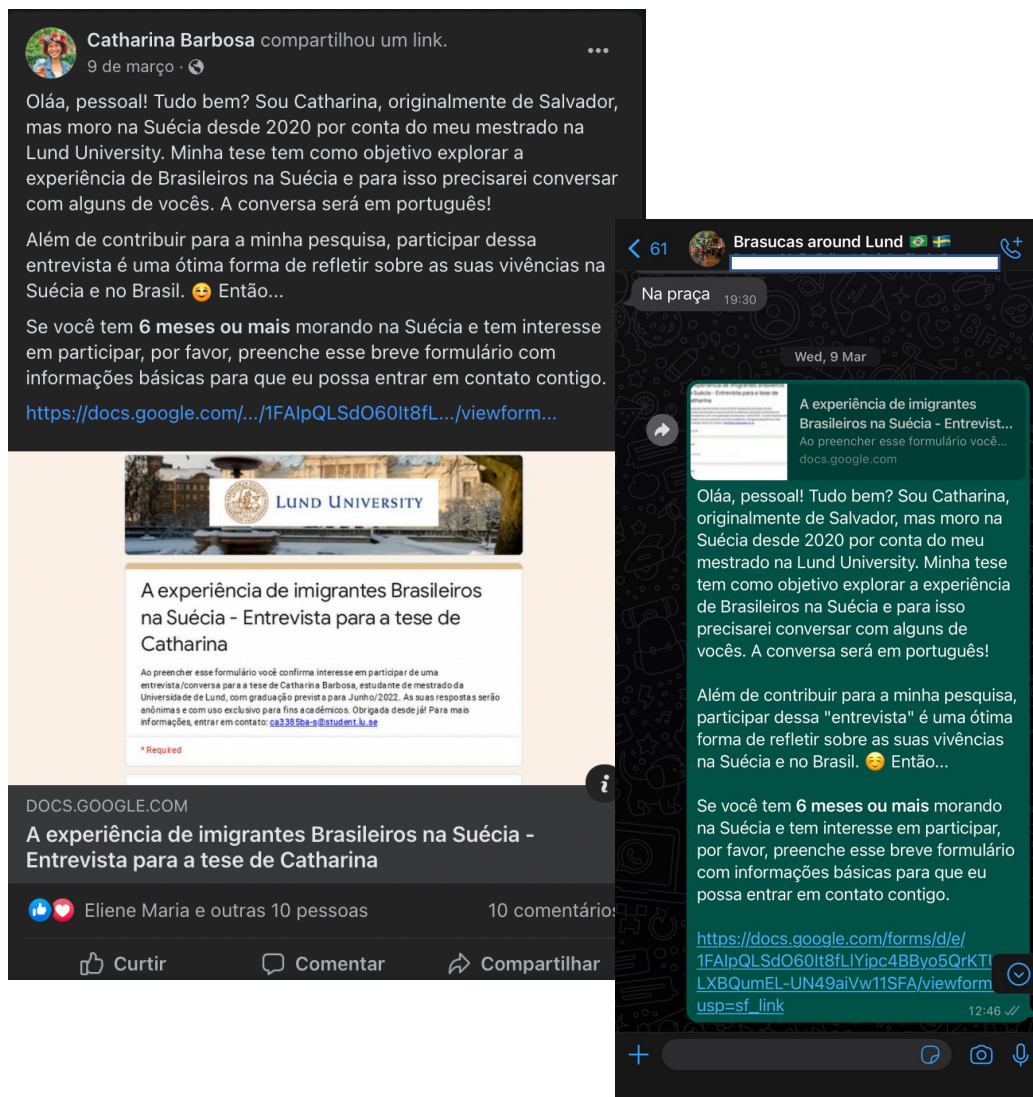 Catharina Barbosa compartilhou um link.
9 de março ·
Oláa, pessoal! Tudo bem? Sou Catharina, originalmente de Salvador,
mas moro na Suécia desde 2020 por conta do meu mestrado na
Lund University. Minha tese tem como objetivo explorar a
experiência de Brasileiros na Suécia e para isso precisarei conversar
com alguns de vocês. A conversa será em português!
Além de contribuir para a minha pesquisa, participar dessa
entrevista é uma ótima forma de refletir sobre as suas vivências na
Suécia e no Brasil. ☺️ Então...
Se você tem 6 meses ou mais morando na Suécia e tem interesse
em participar, por favor, preenche esse breve formulário com
informações básicas para que eu possa entrar em contato contigo.
https://docs.google.com/.../1FAIpQLSdO60It8fL.../viewform...
LUND UNIVERSITY
A experiência de imigrantes Brasileiros
na Suécia - Entrevista para a tese de
Catharina
Ao preencher esse formulário você confirma interesse em participar de uma
entrevista/conversa para a tese de Catharina Barbosa, estudante de mestrado da
Universidade de Lund, com graduação prevista para Junho/2022. As suas respostas serão
anônimas e com uso exclusivo para fins acadêmicos. Obrigada desde já! Para mais
informações, entrar em contato: ca3385ba-s@student.lu.se
* Required
DOCS.GOOGLE.COM
A experiência de imigrantes Brasileiros na Suécia -
Entrevista para a tese de Catharina
Eliene Maria e outras 10 pessoas 10 comentários
Curtir Comentar Compartilhar
61 Brasucas around Lund 🇧🇷 🇸🇪
Na praça 19:30
Wed, 9 Mar
A experiência de imigrantes
Brasileiros na Suécia - Entrevist...
Ao preencher esse formulário você...
docs.google.com
Oláa, pessoal! Tudo bem? Sou Catharina,
originalmente de Salvador, mas moro na
Suécia desde 2020 por conta do meu
mestrado na Lund University. Minha tese
tem como objetivo explorar a experiência
de Brasileiros na Suécia e para isso
precisarei conversar com alguns de
vocês. A conversa será em português!
Além de contribuir para a minha pesquisa,
participar dessa "entrevista" é uma ótima
forma de refletir sobre as suas vivências
na Suécia e no Brasil. ☺️ Então...
Se você tem 6 meses ou mais morando
na Suécia e tem interesse em participar,
por favor, preenche esse breve formulário
com informações básicas para que eu
possa entrar em contato contigo.
https://docs.google.com/forms/d/e/
1FAIpQLSdO60It8fLlYipc4BByo5QrKTU
LXBQumEL-UN49aiVw11SFA/viewform
usp=sf_link
12:46